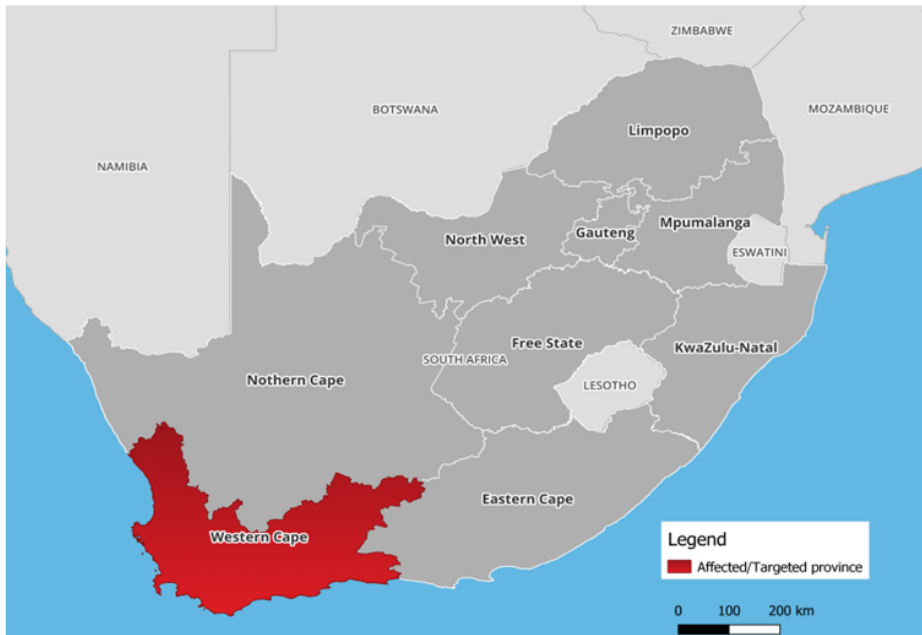 ZIMBABWE
BOTSWANA
MOZAMBIQUE
Limpopo
NAMIBIA
Mpumalanga
Gauteng
North West
ESWATINI
Free State
KwaZulu-Natal
SOUTH AFRICA
Nothern Cape
LESOTHO
Eastern Cape
Western Cape
Legend
Affected/Targeted province
0 100 200 km